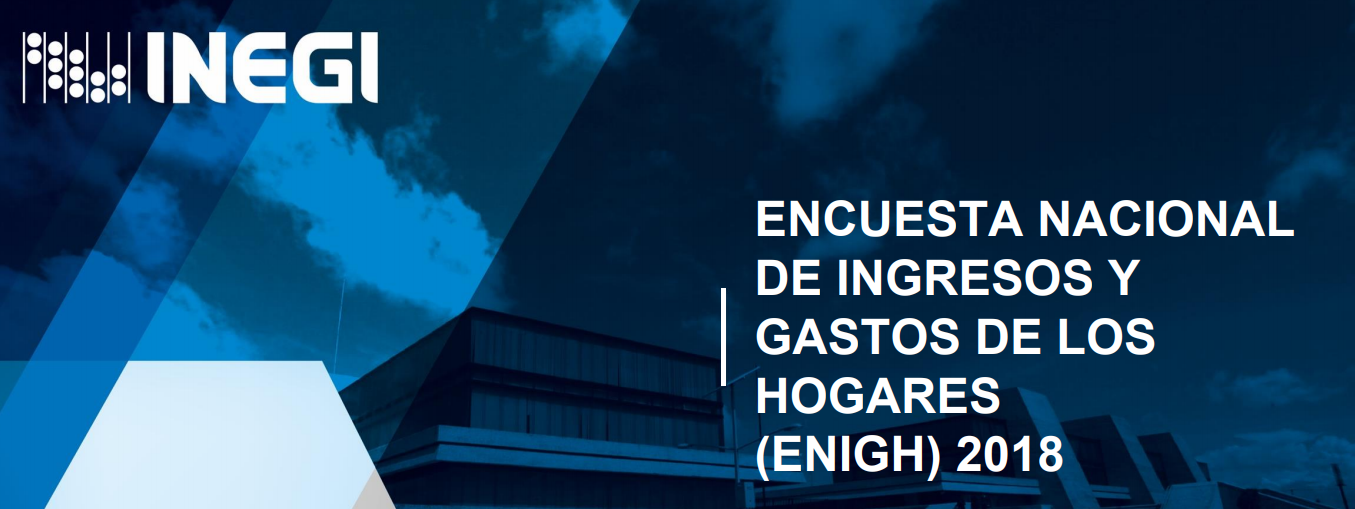 INEGI
ENCUESTA NACIONAL
DE INGRESOS Y
GASTOS DE LOS
HOGARES
(ENIGH) 2018